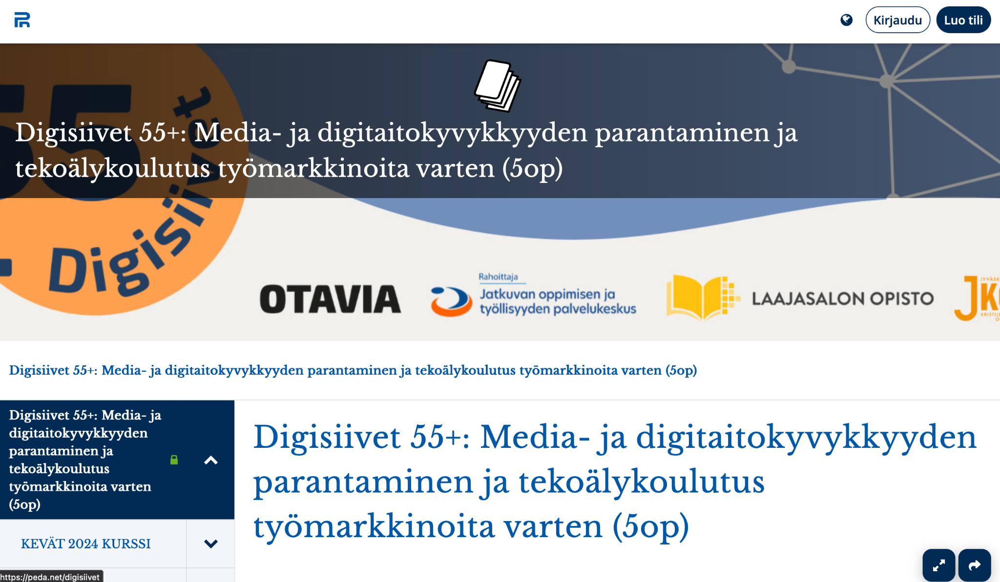 Kirjaudu
Luo tili
55
Digisiivet
Digisiivet 55+: Media- ja digitaitokyvykkyyden parantaminen ja
tekoälykoulutus työmarkkinoita varten (5op)
OTAVIA
Rahoittaja
Jatkuvan oppimisen ja
työllisyyden palvelukeskus
LAAJASALON OPISTO
Digisiivet 55+: Media- ja digitaitokyvykkyyden parantaminen ja tekoälykoulutus työmarkkinoita varten (5op)
Digisiivet 55+: Media- ja
digitaitokyvykkyyden
parantaminen ja
tekoälykoulutus
työmarkkinoita varten
(5op)
KEVÄT 2024 KURSSI
Digisiivet 55+: Media- ja digitaitokyvykkyyden
parantaminen ja tekoälykoulutus
työmarkkinoita varten (5op)
https://peda.net/digisiivet